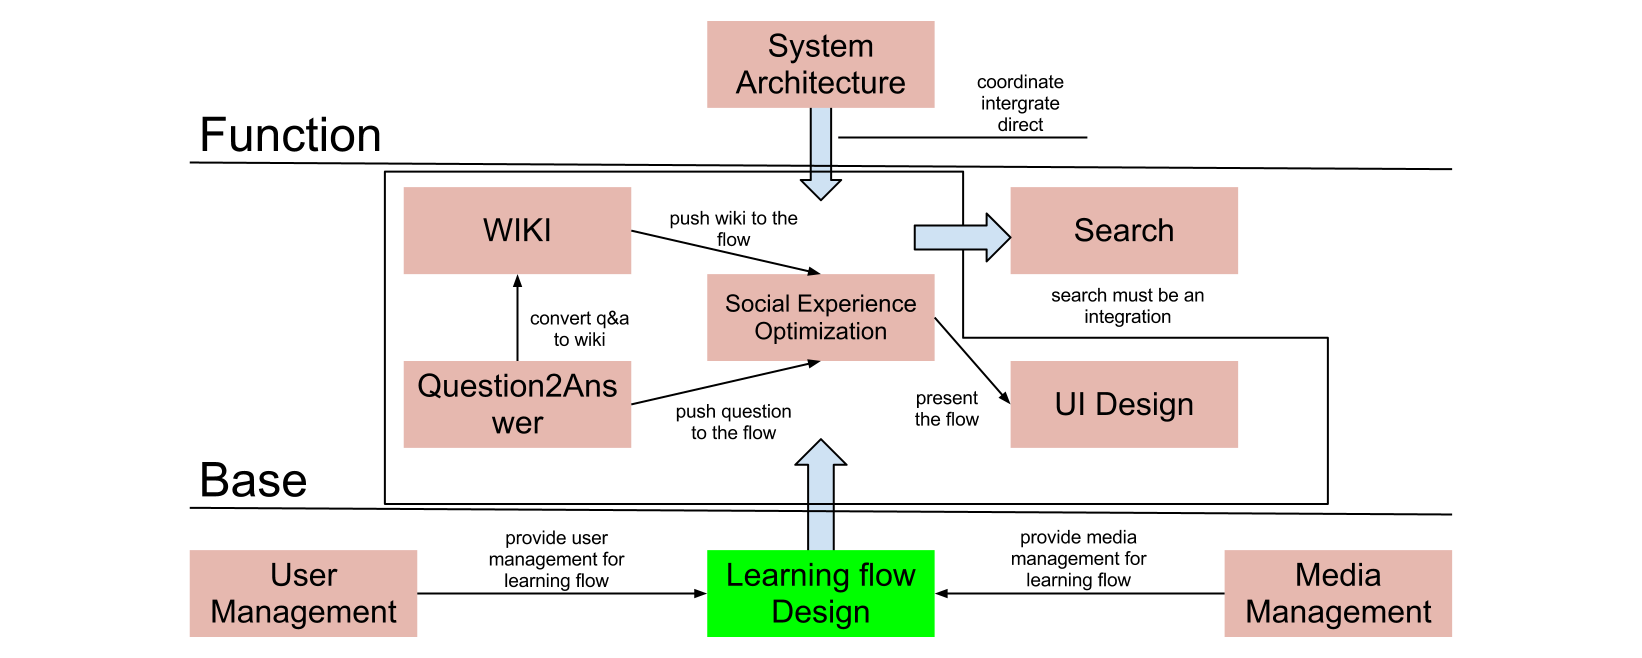 System
Architecture
coordinate
intergrate
direct
Function
WIKI
push wiki to the
flow
Search
Social Experience
Optimization
search must be an
integration
convert q&a
to wiki
Question2Ans
wer
push question
to the flow
present
the flow
UI Design
Base
provide user
management for
learning flow
provide media
management for
learning flow
User
Management
Learning flow
Design
Media
Management